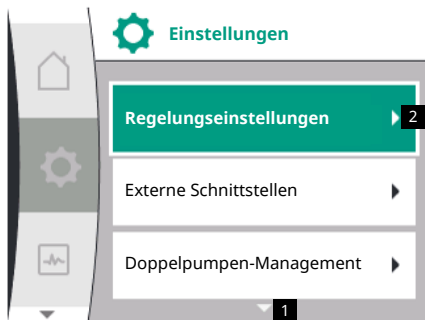 Einstellungen
Regelungseinstellungen
2
Externe Schnittstellen
Doppelpumpen-Management
1